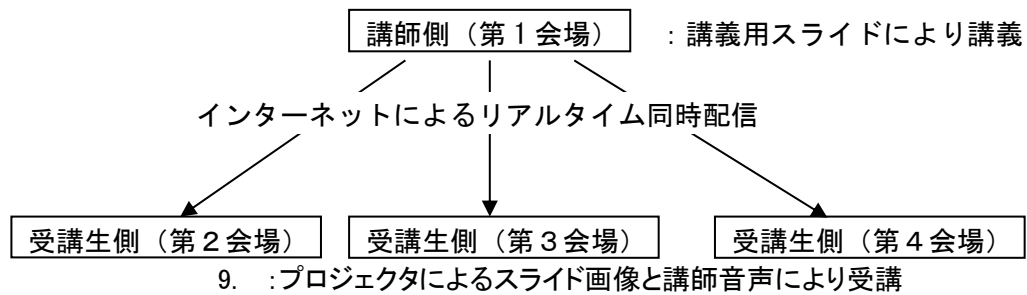 講師側（第１会場） ：講義用スライドにより講義
インターネットによるリアルタイム同時配信
受講生側（第２会場） 受講生側（第３会場） 受講生側（第４会場）
9. ：プロジェクタによるスライド画像と講師音声により受講